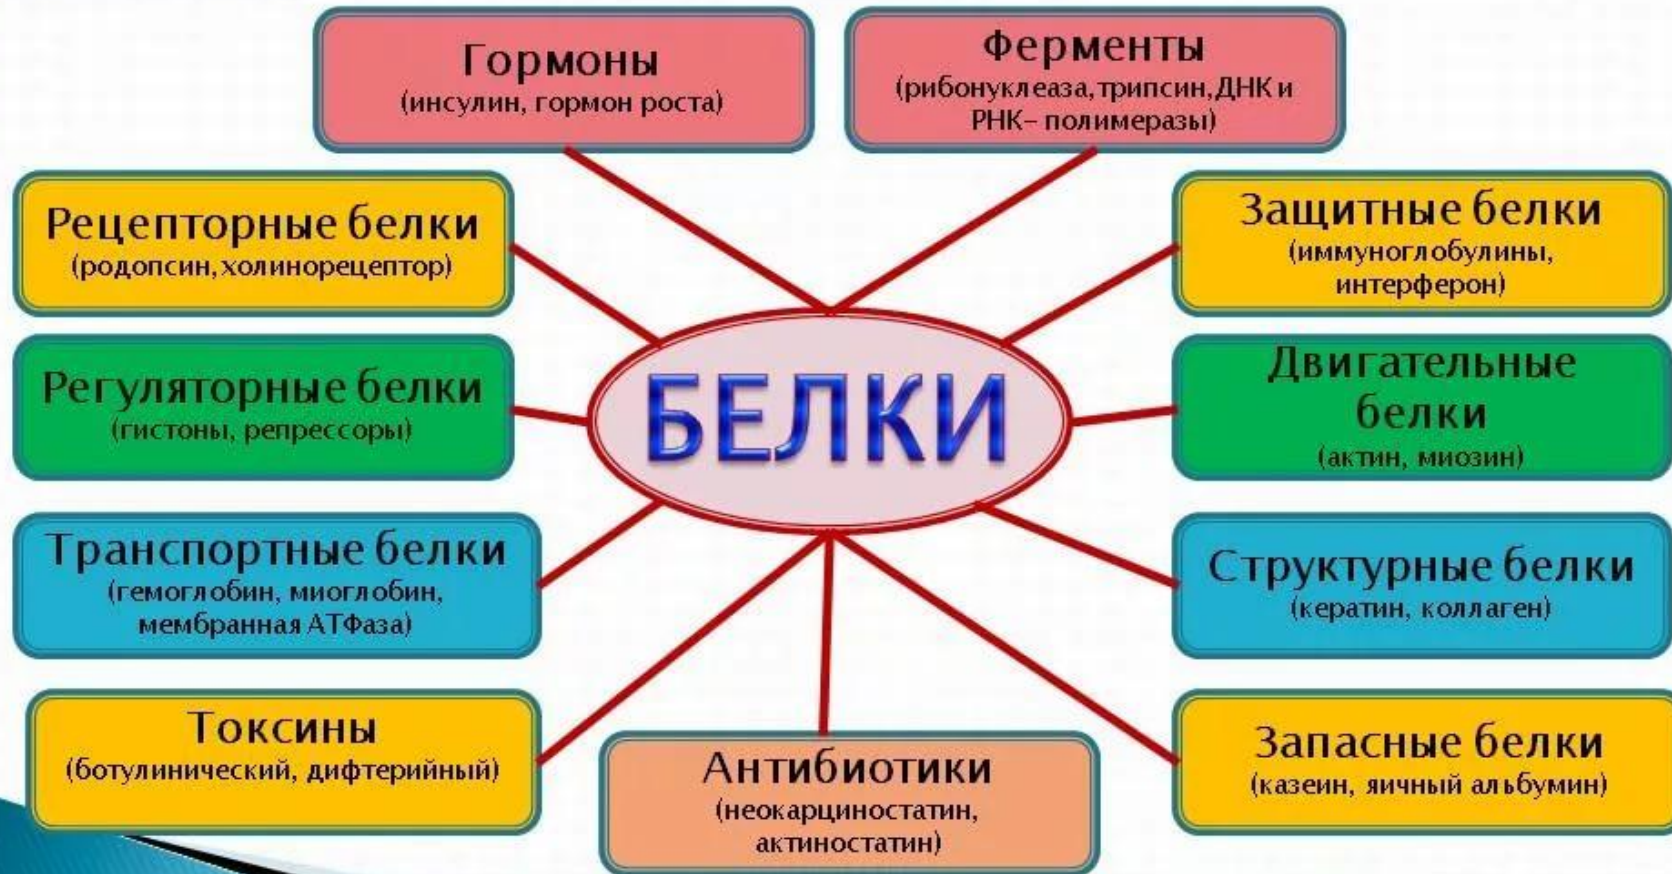 Гормоны
(инсулин, гормон роста)
Ферменты
(рибонуклеаза, трипсин, ДНК и
РНК– полимеразы)
Рецепторные белки
(родопсин, холинорецептор)
Защитные белки
(иммуноглобулины,
интерферон)
Регуляторные белки
(гистоны, репрессоры)
БЕЛКИ
Двигательные
белки
(актин, миозин)
Транспортные белки
(гемоглобин, миоглобин,
мембранная АТФаза)
Структурные белки
(кератин, коллаген)
Токсины
(ботулинический, дифтерийный)
Антибиотики
(неокарциностатин,
актиностатин)
Запасные белки
(казеин, яичный альбумин)